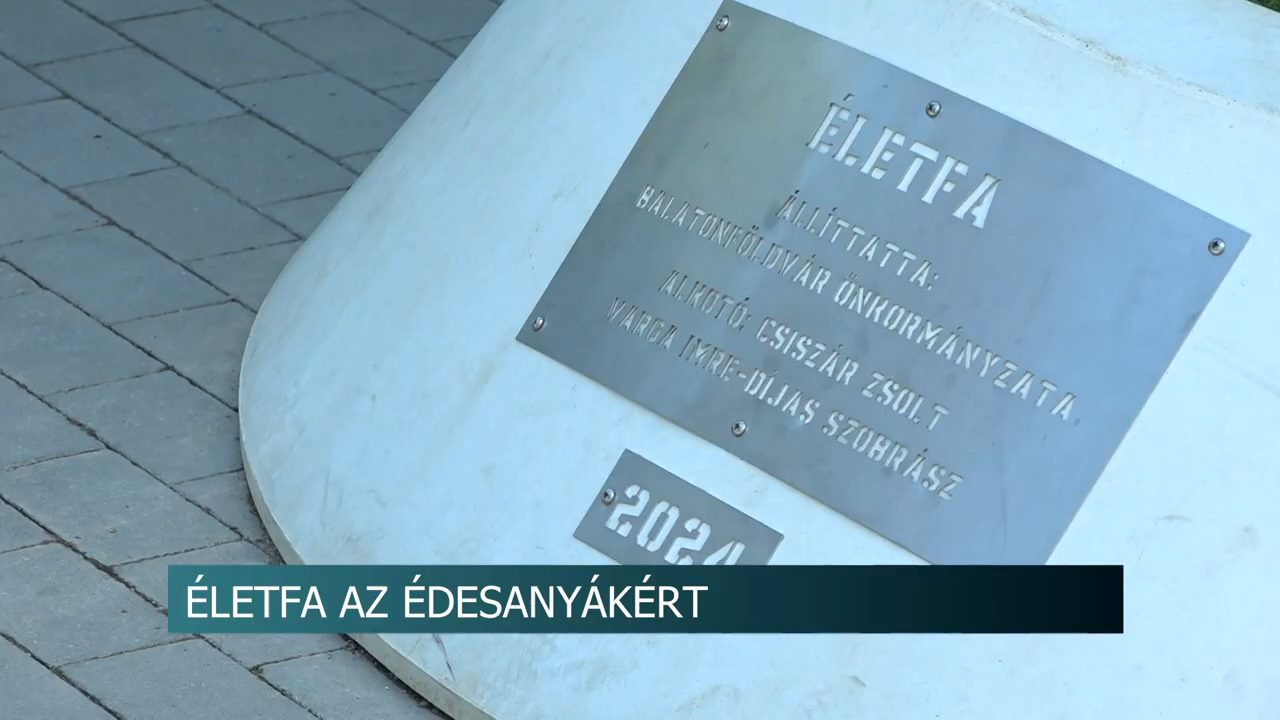 ÉLETFA
ÁLLÍTTATTA:
BALATONFÖLDVÁR ÖNKORMÁNYZATA
ALKOTÓ: CSISZÁR ZSOLT
VARGA IMRE-DÍJAS SZOBRÁSZ
2024
ÉLETFA AZ ÉDESANYÁKÉRT